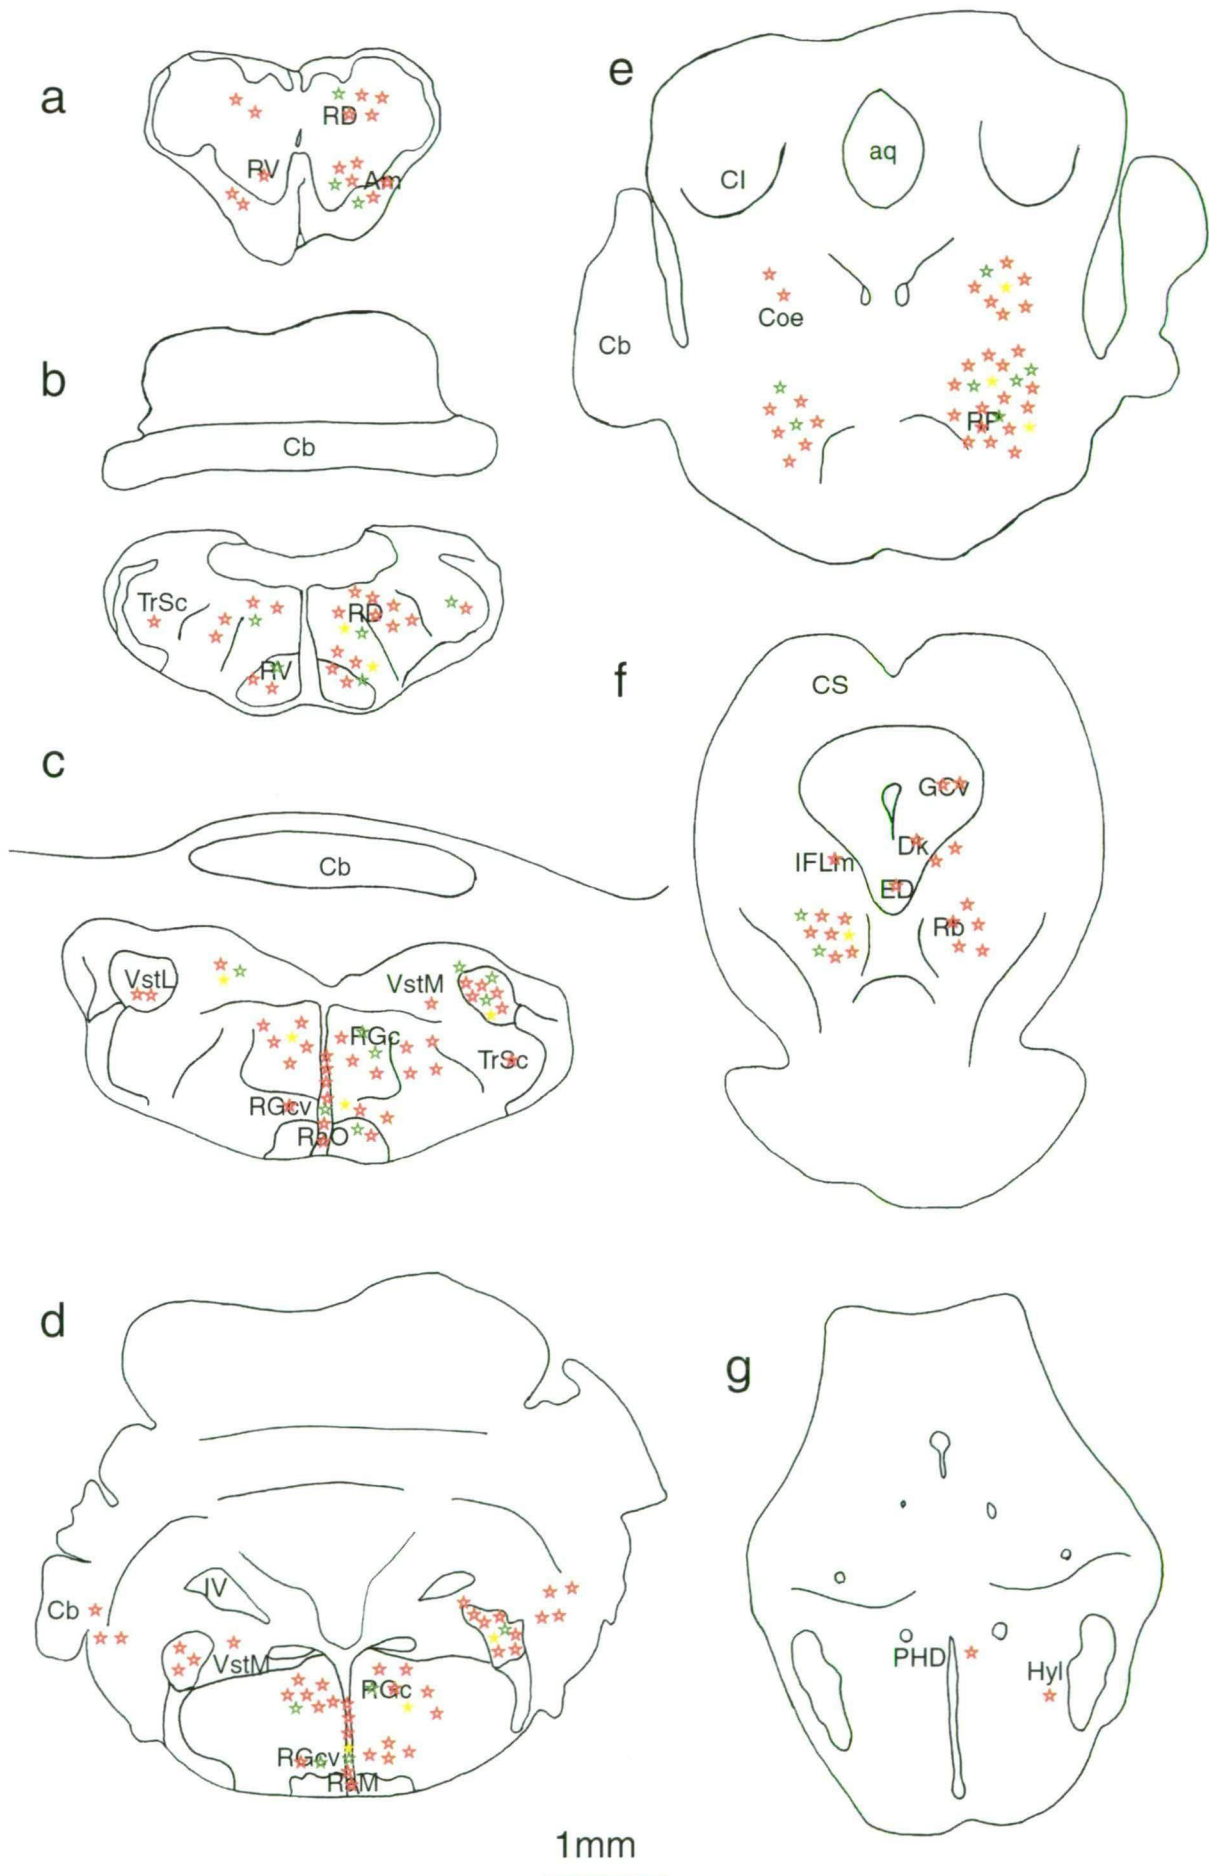 a
RD
RV
Am
b
Cb
TrSc
RD
RV
c
Cb
VstL
VstM
RGc
TrSc
RGcv
RaO
d
IV
Cb
VstM
RGc
RGcv
RaM
e
aq
CI
Coe
Cb
RP
f
CS
GCv
Dk
IFLm
ED
Rb
g
PHD
Hyl
1mm